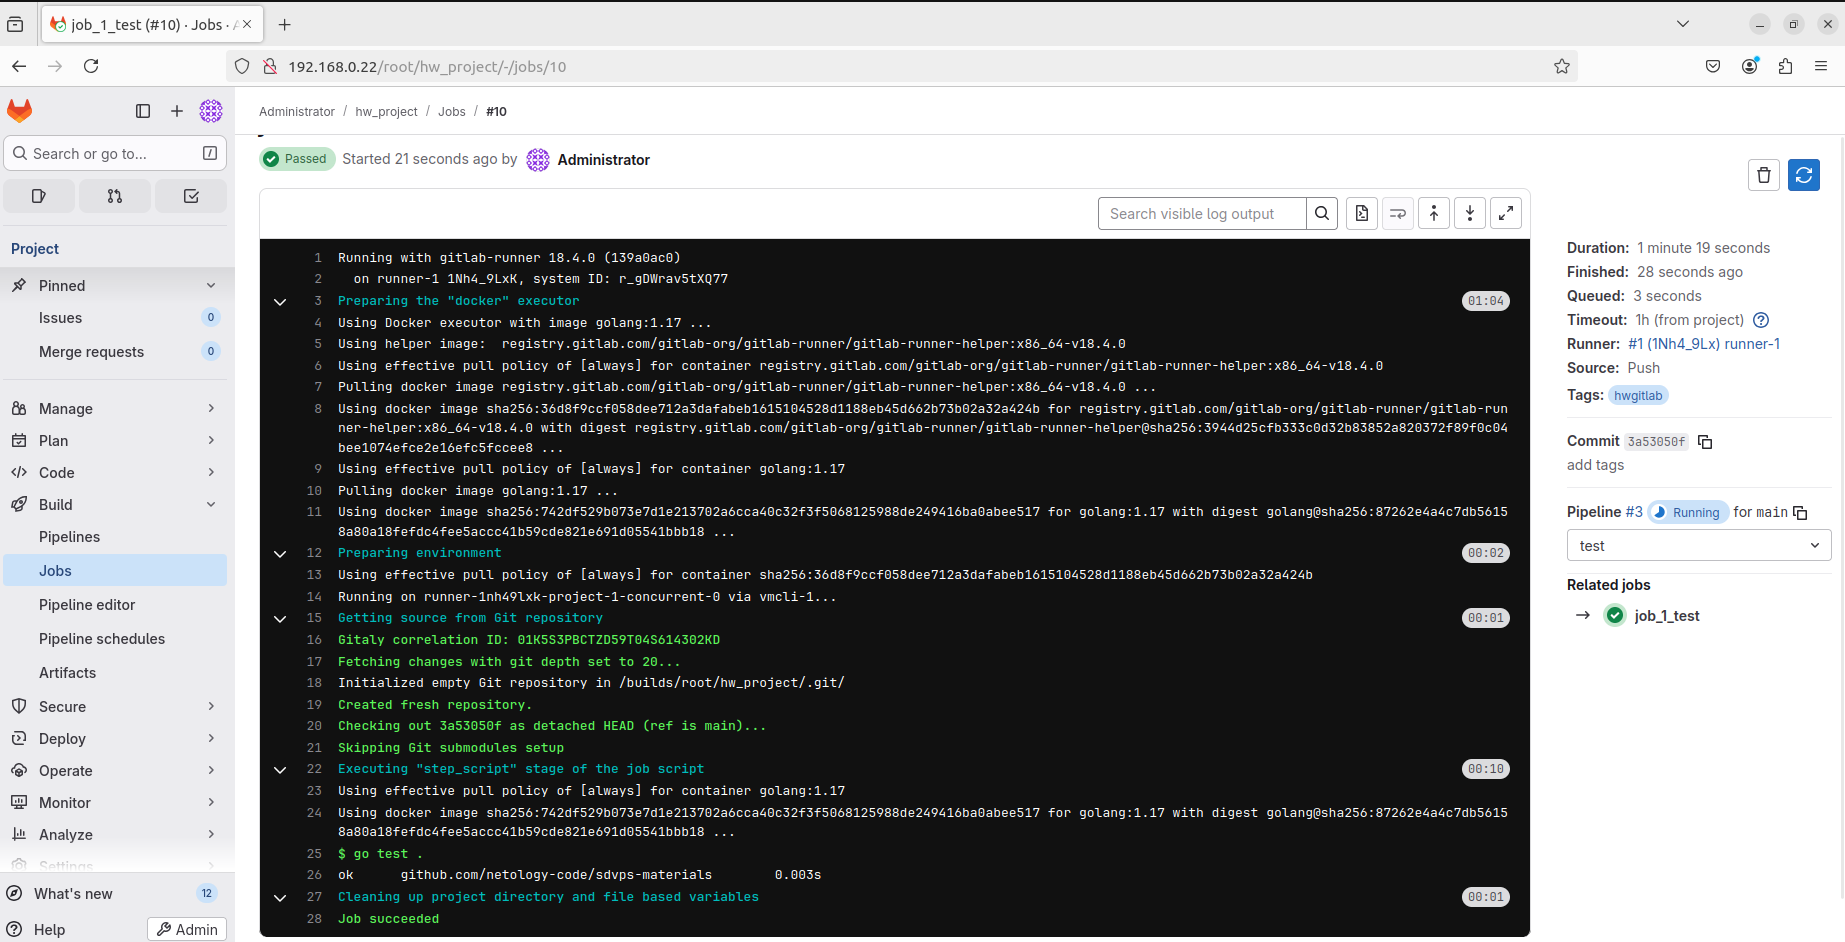 job_1_test (#10) · Jobs · A
192.168.0.22/root/hw_project/-/jobs/10
Administrator / hw_project / Jobs / #10
Search or go to... /
Project
Pinned
Issues 0
Merge requests 0
Manage
Plan
Code
Build
Pipelines
Jobs
Pipeline editor
Pipeline schedules
Artifacts
Secure
Deploy
Operate
Monitor
Analyze
Settings
What's new 12
Help Admin
Passed Started 21 seconds ago by Administrator
Search visible log output
1 Running with gitlab-runner 18.4.0 (139a0ac0)
2 on runner-1 1Nh4_9LxK, system ID: r_gDWrav5tXQ77
3 Preparing the "docker" executor 01:04
4 Using Docker executor with image golang:1.17 ...
5 Using helper image:  registry.gitlab.com/gitlab-org/gitlab-runner/gitlab-runner-helper:x86_64-v18.4.0
6 Using effective pull policy of [always] for container registry.gitlab.com/gitlab-org/gitlab-runner/gitlab-runner-helper:x86_64-v18.4.0
7 Pulling docker image registry.gitlab.com/gitlab-org/gitlab-runner/gitlab-runner-helper:x86_64-v18.4.0 ...
8 Using docker image sha256:36d8f9ccf058dee712a3dafabeb1615104528d1188eb45d662b73b02a32a424b for registry.gitlab.com/gitlab-org/gitlab-runner/gitlab-run
ner-helper:x86_64-v18.4.0 with digest registry.gitlab.com/gitlab-org/gitlab-runner/gitlab-runner-helper@sha256:3944d25cfb333c0d32b83852a820372f89f0c04
bee1074efce2e16efc5fccee8 ...
9 Using effective pull policy of [always] for container golang:1.17
10 Pulling docker image golang:1.17 ...
11 Using docker image sha256:742df529b073e7d1e213702a6cca40c32f3f5068125988de249416ba0abee517 for golang:1.17 with digest golang@sha256:87262e4a4c7db5615
8a80a18fefdc4fee5accc41b59cde821e691d05541bbb18 ...
12 Preparing environment 00:02
13 Using effective pull policy of [always] for container sha256:36d8f9ccf058dee712a3dafabeb1615104528d1188eb45d662b73b02a32a424b
14 Running on runner-1nh49lxk-project-1-concurrent-0 via vmcli-1...
15 Getting source from Git repository 00:01
16 Gitaly correlation ID: 01K5S3PBCTZD59T04S614302KD
17 Fetching changes with git depth set to 20...
18 Initialized empty Git repository in /builds/root/hw_project/.git/
19 Created fresh repository.
20 Checking out 3a53050f as detached HEAD (ref is main)...
21 Skipping Git submodules setup
22 Executing "step_script" stage of the job script 00:10
23 Using effective pull policy of [always] for container golang:1.17
24 Using docker image sha256:742df529b073e7d1e213702a6cca40c32f3f5068125988de249416ba0abee517 for golang:1.17 with digest golang@sha256:87262e4a4c7db5615
8a80a18fefdc4fee5accc41b59cde821e691d05541bbb18 ...
25 $ go test .
26 ok github.com/netology-code/sdvps-materials 0.003s
27 Cleaning up project directory and file based variables 00:01
28 Job succeeded
Duration: 1 minute 19 seconds
Finished: 28 seconds ago
Queued: 3 seconds
Timeout: 1h (from project) ?
Runner: #1 (1Nh4_9Lx) runner-1
Source: Push
Tags: hwgitlab
Commit 3a53050f
add tags
Pipeline #3 Running for main
test
Related jobs
→ job_1_test